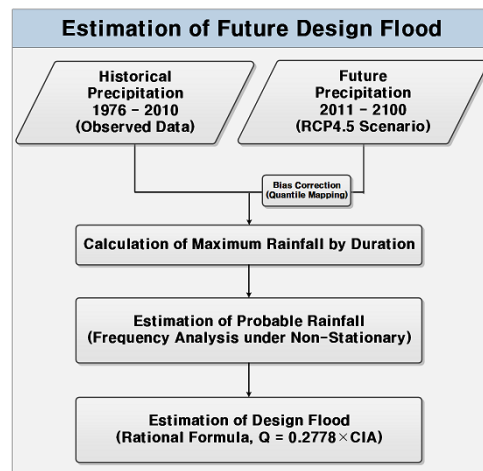 Estimation of Future Design Flood
Historical
Precipitation
1976 - 2010
(Observed Data)
Future
Precipitation
2011 - 2100
(RCP4.5 Scenario)
Bias Correction
(Quantile Mapping)
Calculation of Maximum Rainfall by Duration
Estimation of Probable Rainfall
(Frequency Analysis under Non-Stationary)
Estimation of Design Flood
(Rational Formula, Q = 0.2778×CIA)